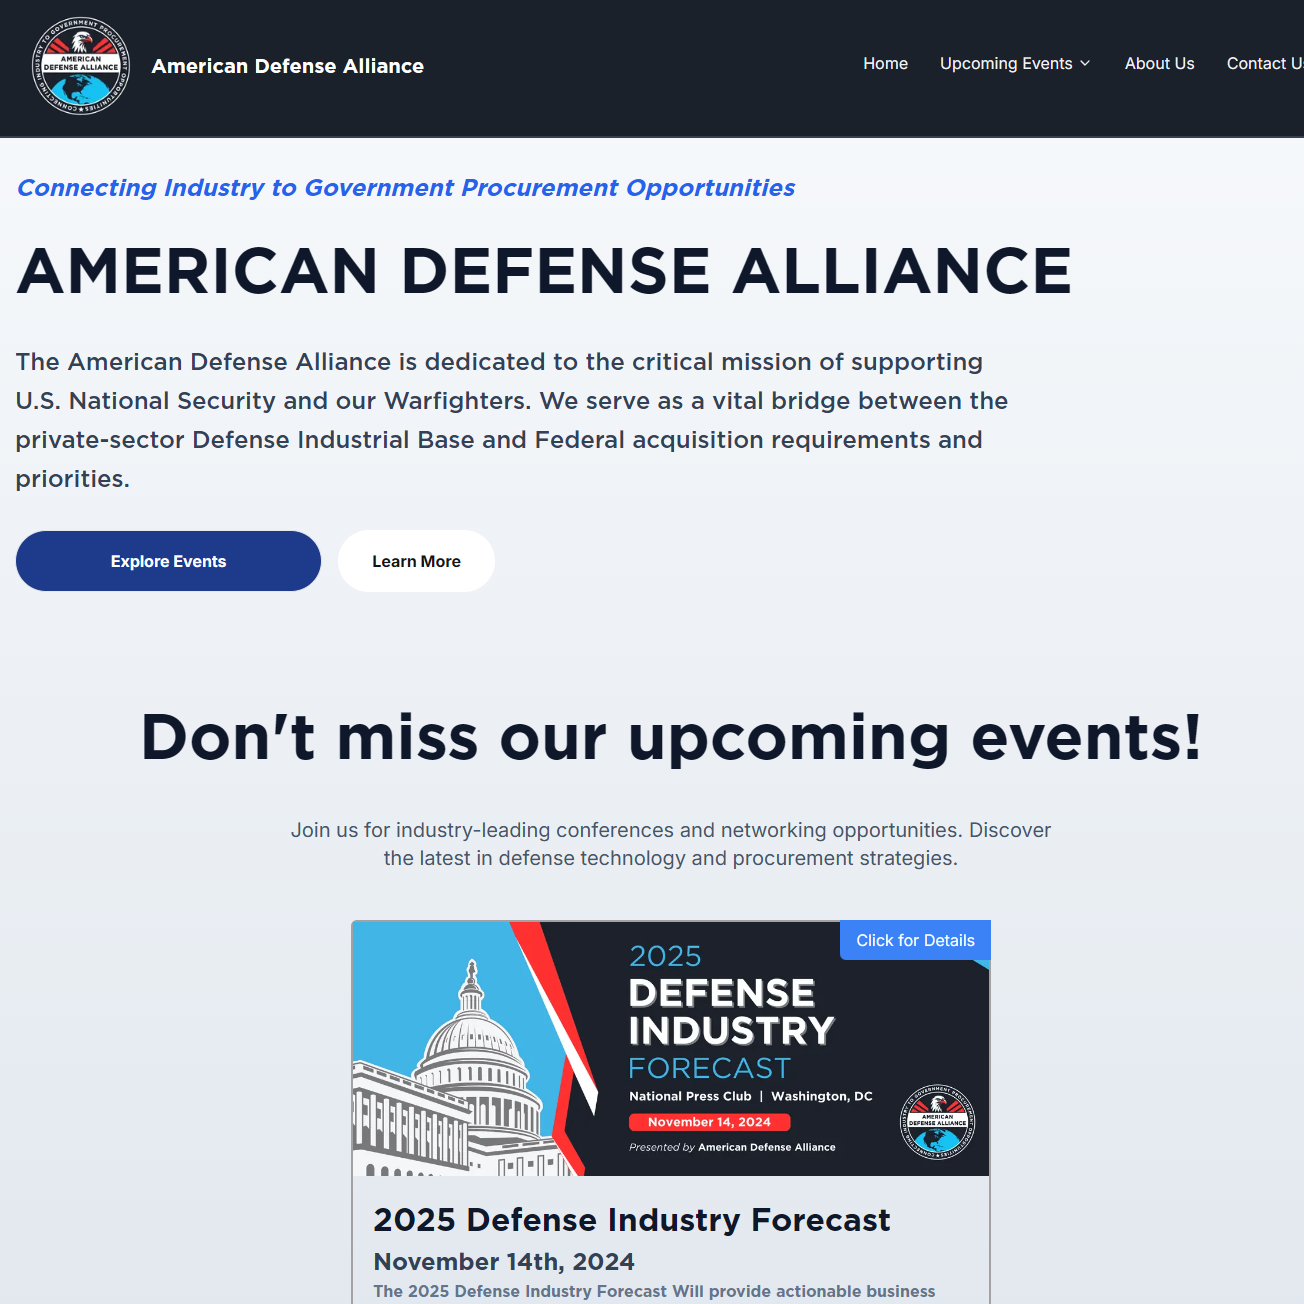 CONNECTING INDUSTRY TO GOVERNMENT PROCUREMENT OPPORTUNITIES
AMERICAN
DEFENSE ALLIANCE
American Defense Alliance
Home
Upcoming Events
About Us
Contact Us
Connecting Industry to Government Procurement Opportunities
AMERICAN DEFENSE ALLIANCE
The American Defense Alliance is dedicated to the critical mission of supporting
U.S. National Security and our Warfighters. We serve as a vital bridge between the
private-sector Defense Industrial Base and Federal acquisition requirements and
priorities.
Explore Events
Learn More
Don't miss our upcoming events!
Join us for industry-leading conferences and networking opportunities. Discover
the latest in defense technology and procurement strategies.
Click for Details
2025
DEFENSE
INDUSTRY
FORECAST
National Press Club | Washington, DC
November 14, 2024
Presented by American Defense Alliance
CONNECTING INDUSTRY TO GOVERNMENT PROCUREMENT OPPORTUNITIES
AMERICAN
DEFENSE ALLIANCE
2025 Defense Industry Forecast
November 14th, 2024
The 2025 Defense Industry Forecast Will provide actionable business